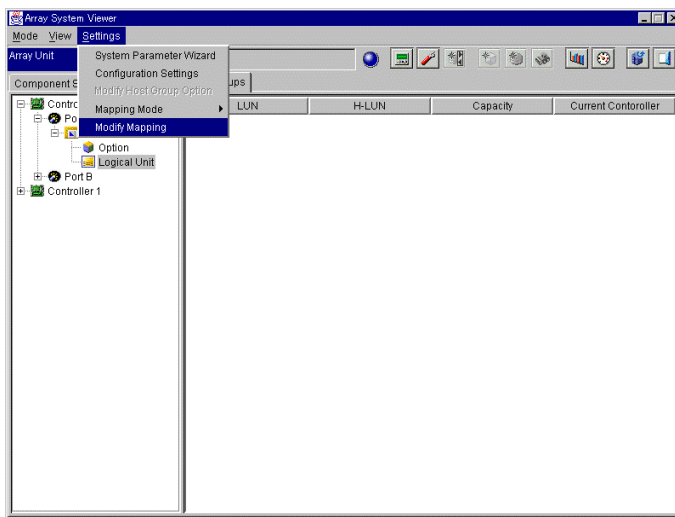 Array System Viewer
Mode View Settings
Array Unit
System Parameter Wizard
Configuration Settings
Modify Host Group Option
Mapping Mode
Modify Mapping
Component S
ups
LUN H-LUN Capacity Current Contoroller
Contro
Po
Option
Logical Unit
Port B
Controller 1